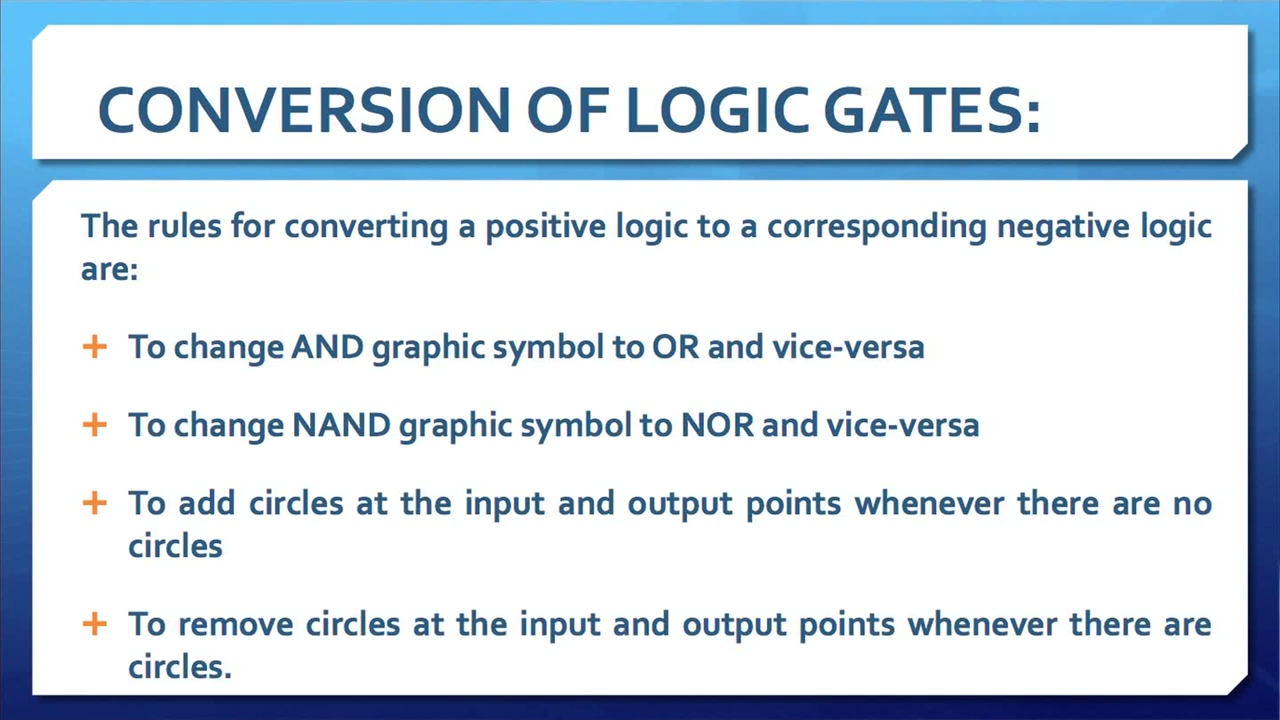 CONVERSION OF LOGIC GATES:
The rules for converting a positive logic to a corresponding negative logic
are:
+ To change AND graphic symbol to OR and vice-versa
+ To change NAND graphic symbol to NOR and vice-versa
+ To add circles at the input and output points whenever there are no
circles
+ To remove circles at the input and output points whenever there are
circles.